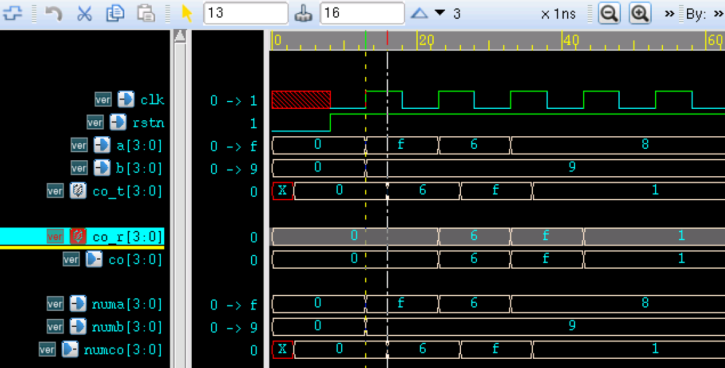 13 16 3 x 1ns » By: »
0 20 40 60
ver clk 0 -> 1
ver rstn 1
ver a[3:0] 0 -> f 0 f 6 8
ver b[3:0] 0 -> 9 0 9
ver co_t[3:0] 0 X 0 6 f 1
ver co_r[3:0] 0 0 6 f 1
ver co[3:0] 0 0 6 f 1
ver numa[3:0] 0 -> f 0 f 6 8
ver numb[3:0] 0 -> 9 0 9
ver numco[3:0] 0 X 0 6 f 1